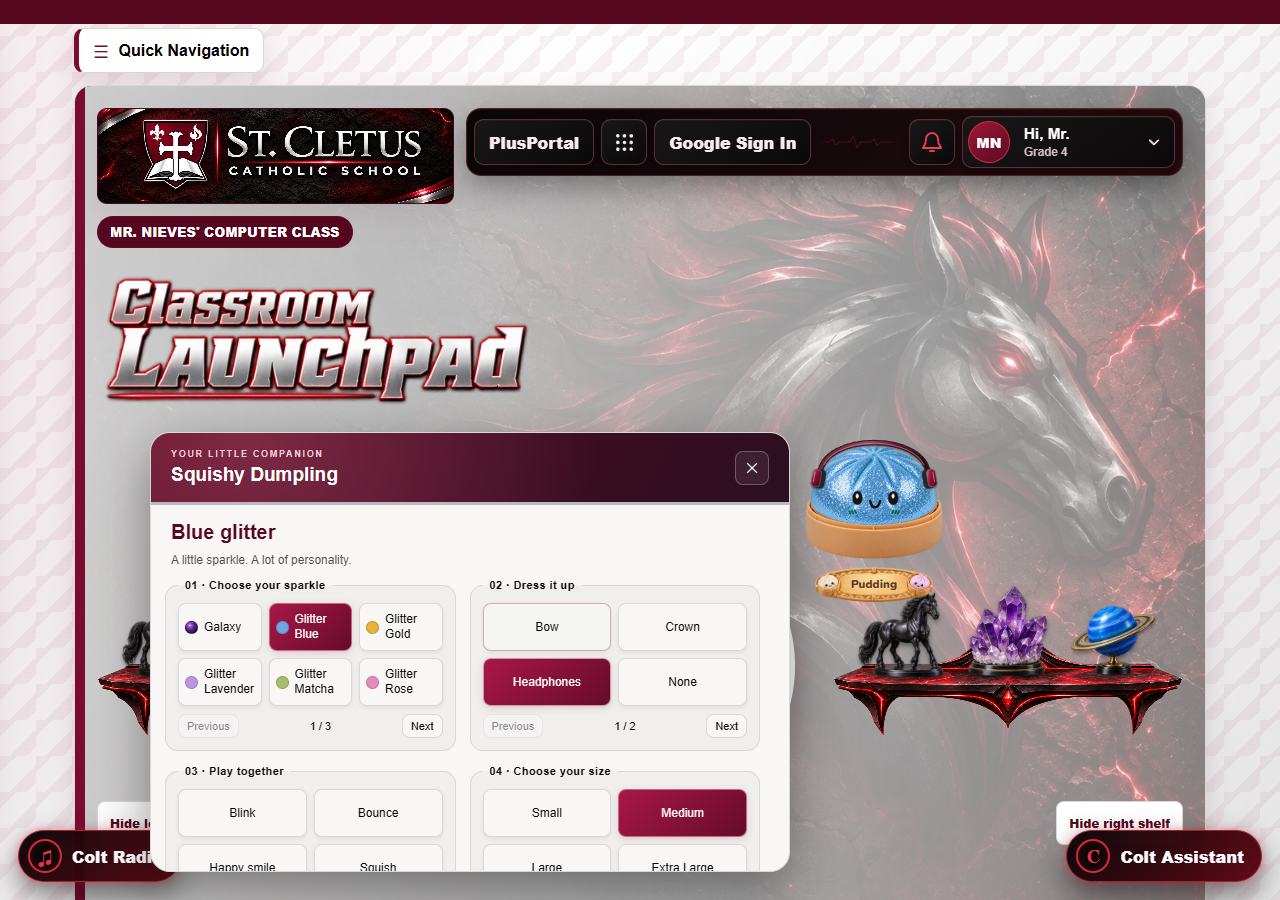 Quick Navigation
ST. CLETUS
CATHOLIC SCHOOL
PlusPortal
Google Sign In
MN
Hi, Mr.
Grade 4
MR. NIEVES' COMPUTER CLASS
Classroom
Launchpad
YOUR LITTLE COMPANION
Squishy Dumpling
Blue glitter
A little sparkle. A lot of personality.
01 · Choose your sparkle
Galaxy
Glitter
Blue
Glitter
Gold
Glitter
Lavender
Glitter
Matcha
Glitter
Rose
Previous
1 / 3
Next
02 · Dress it up
Bow
Crown
Headphones
None
Previous
1 / 2
Next
Pudding
03 · Play together
Blink
Bounce
Happy smile
Squish
04 · Choose your size
Small
Medium
Large
Extra Large
Hide
Hide right shelf
Colt Radi
C
Colt Assistant